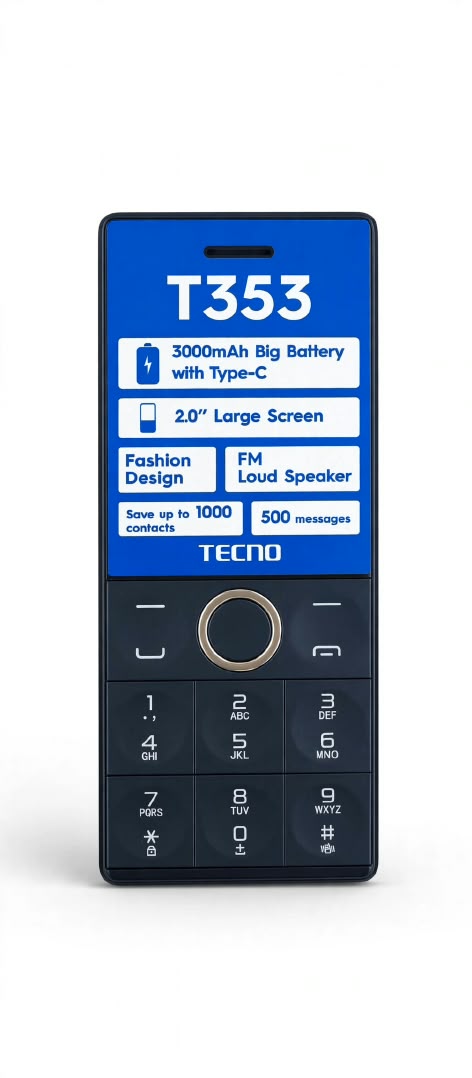 T353
3000mAh Big Battery
with Type-C
2.0” Large Screen
Fashion
Design
FM
Loud Speaker
Save up to 1000
contacts
500 messages
TECNO
1 2 3
., ABC DEF
4 5 6
GHI JKL MNO
7 8 9
PQRS TUV WXYZ
* 0 #
±